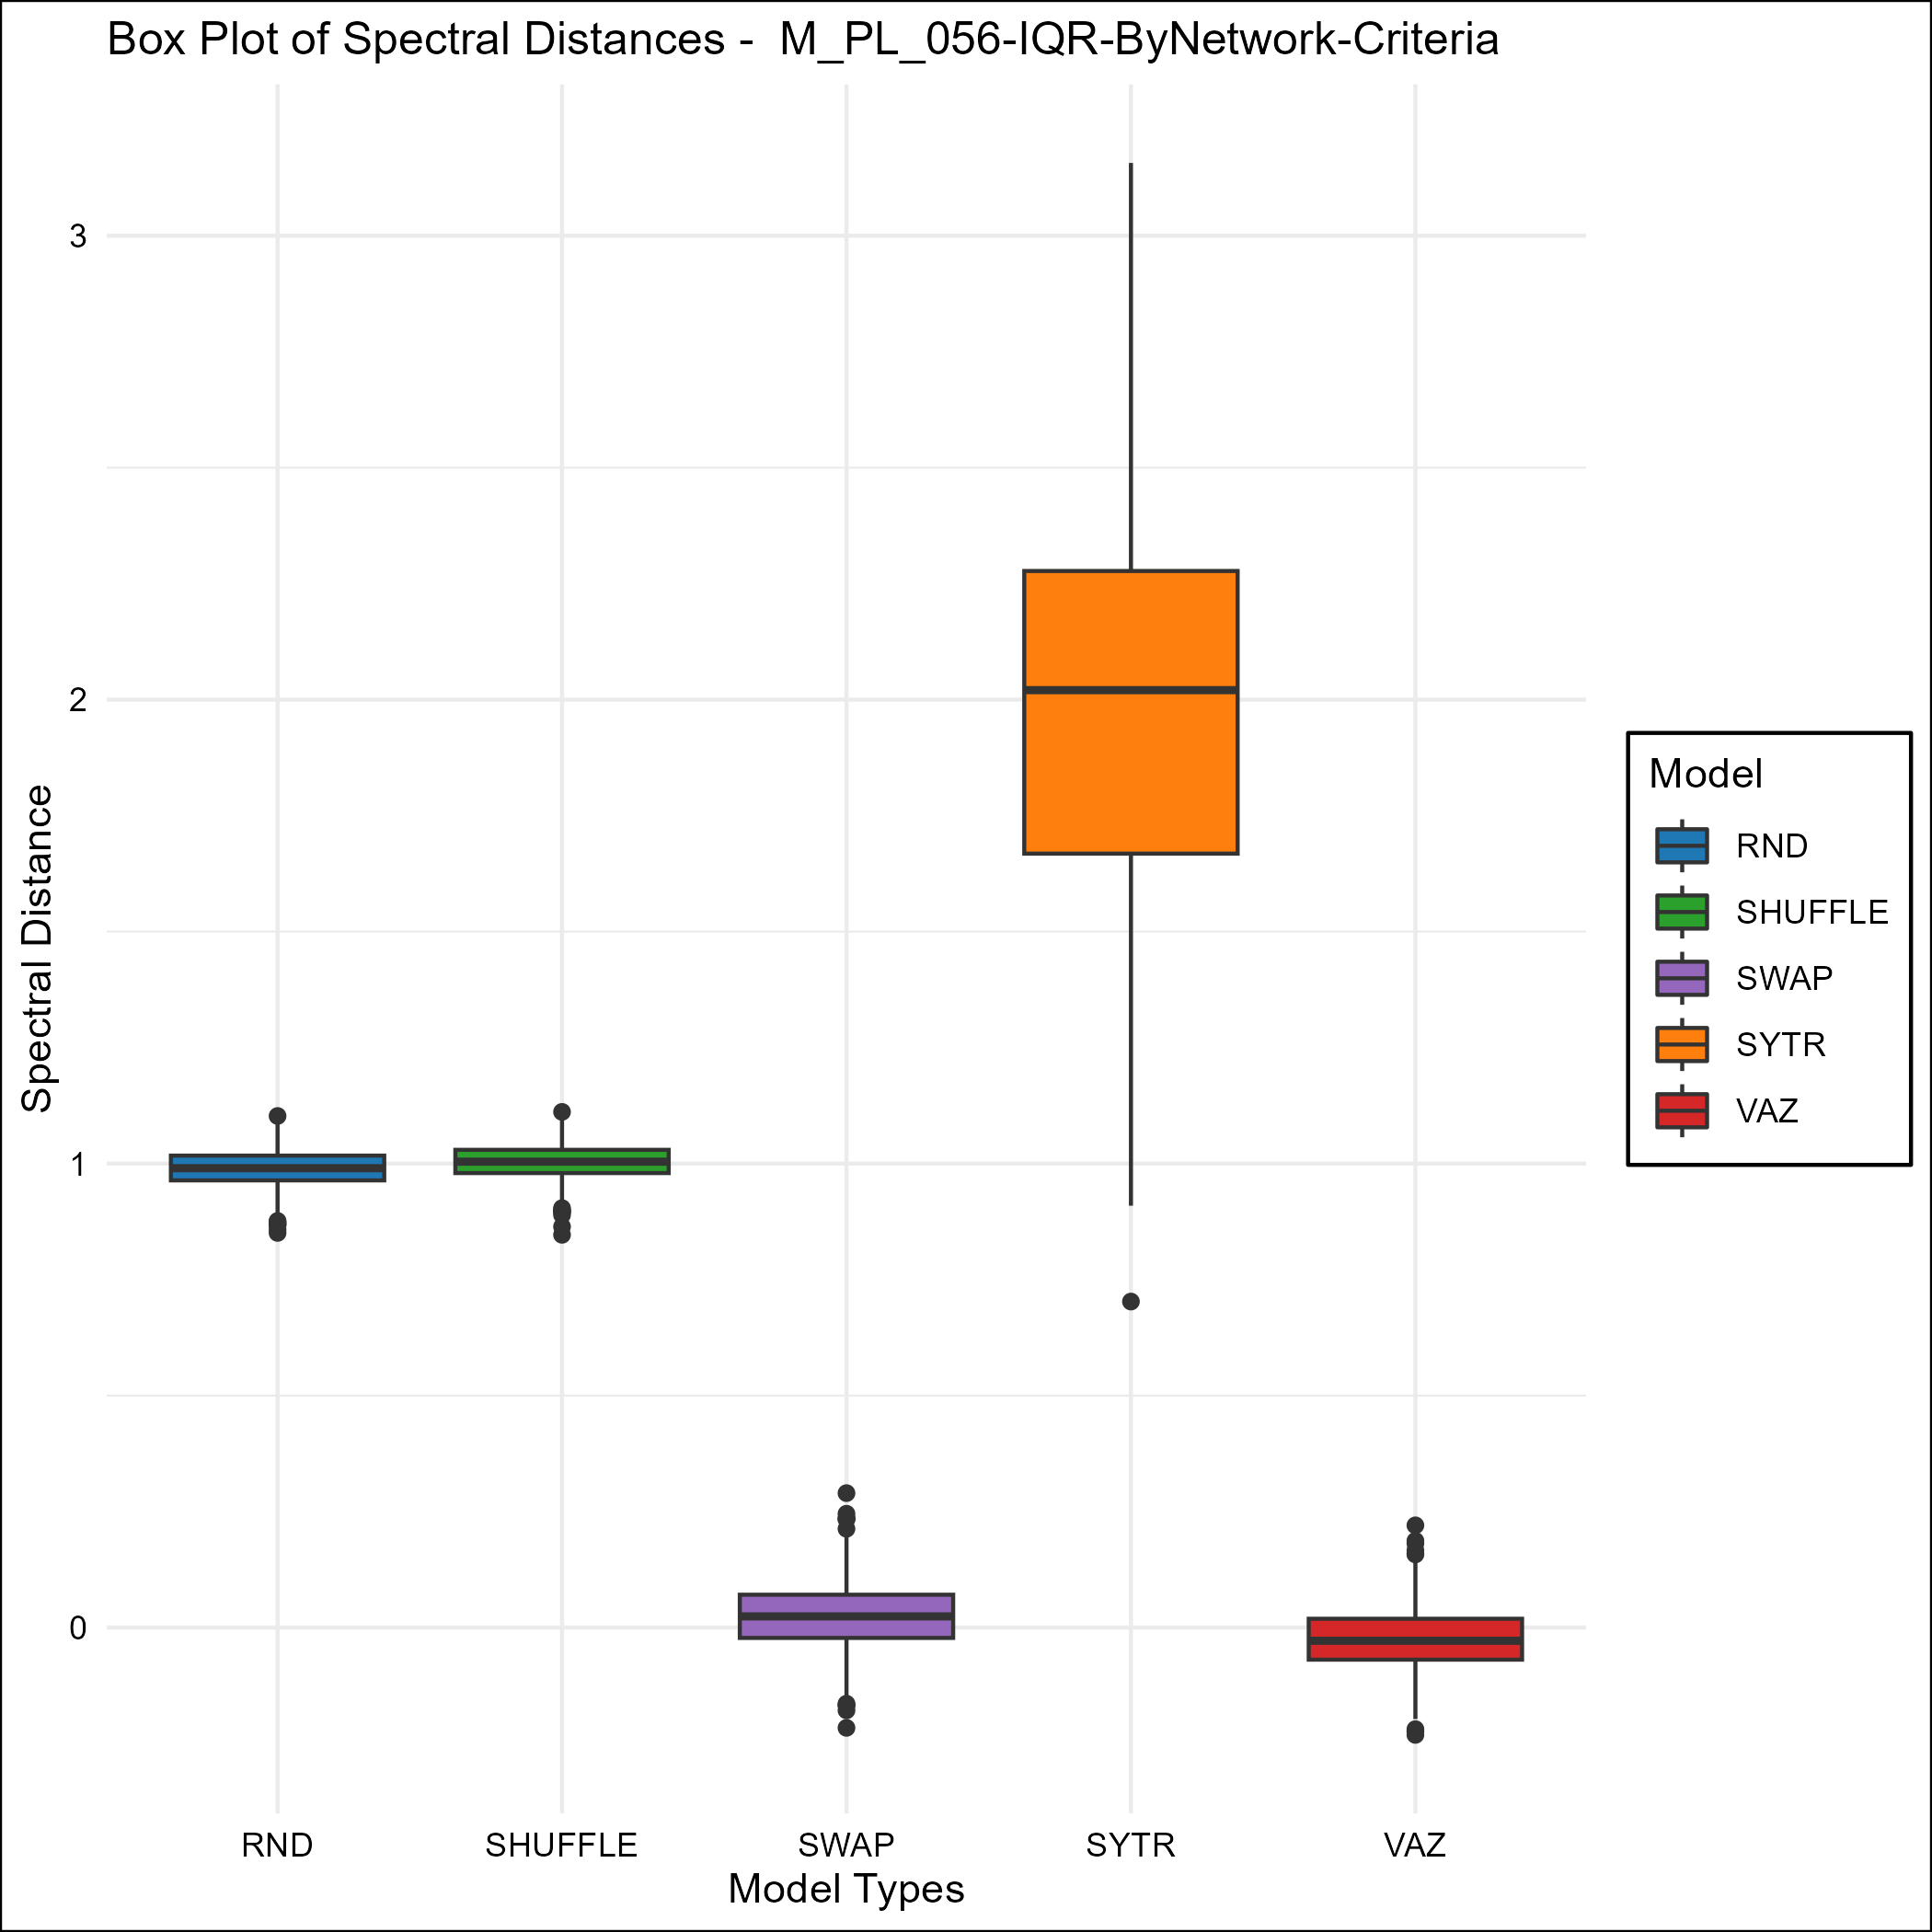 Box Plot of Spectral Distances -  M_PL_056-IQR-ByNetwork-Criteria
3
2
1
0
Spectral Distance
RND
SHUFFLE
SWAP
SYTR
VAZ
Model Types
Model
RND
SHUFFLE
SWAP
SYTR
VAZ